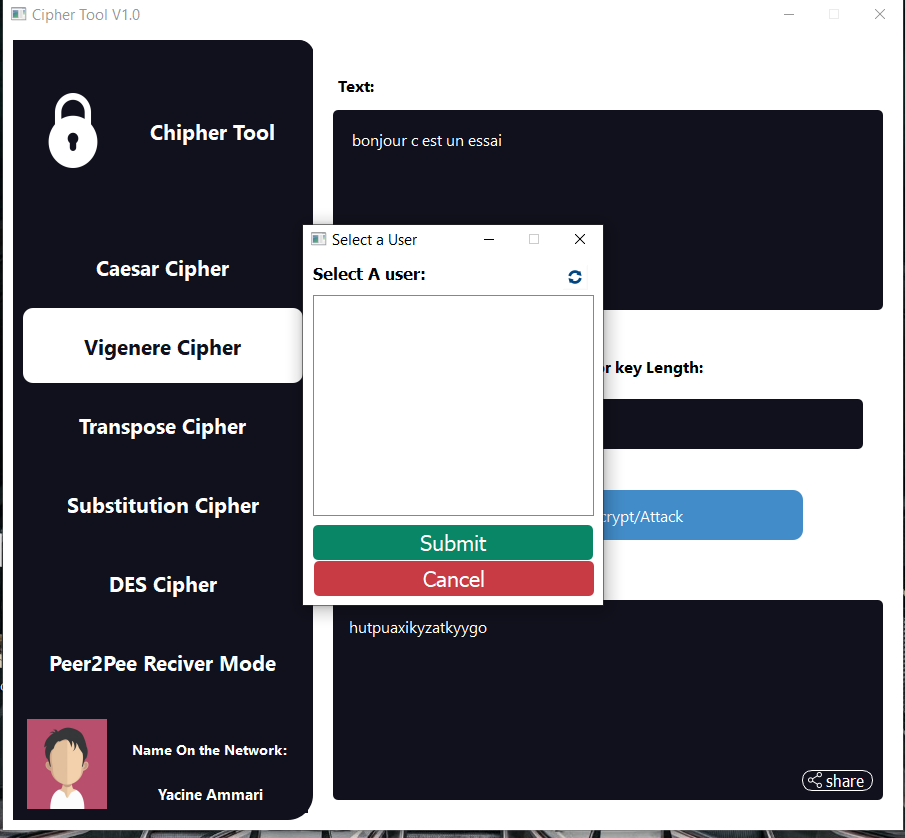 Cipher Tool V1.0
Chipher Tool
Caesar Cipher
Vigenere Cipher
Transpose Cipher
Substitution Cipher
DES Cipher
Peer2Pee Reciver Mode
Name On the Network:
Yacine Ammari
Text:
bonjour c est un essai
Select a User
Select A user:
Submit
Cancel
key Length:
/Attack
hutpuaxikyzatkyygo
share